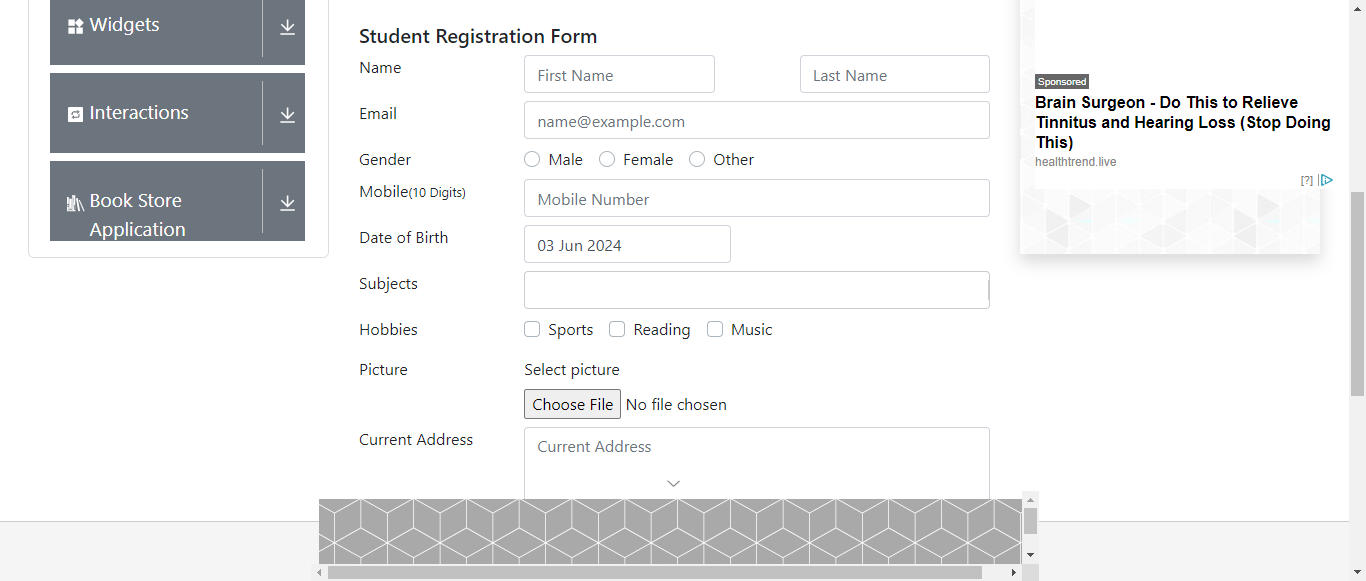 Widgets
Interactions
Book Store
Application
Student Registration Form
Name
First Name
Last Name
Email
name@example.com
Gender
Male
Female
Other
Mobile(10 Digits)
Mobile Number
Date of Birth
03 Jun 2024
Subjects
Hobbies
Sports
Reading
Music
Picture
Select picture
Choose File No file chosen
Current Address
Current Address
Sponsored
Brain Surgeon - Do This to Relieve
Tinnitus and Hearing Loss (Stop Doing
This)
healthtrend.live
[?]